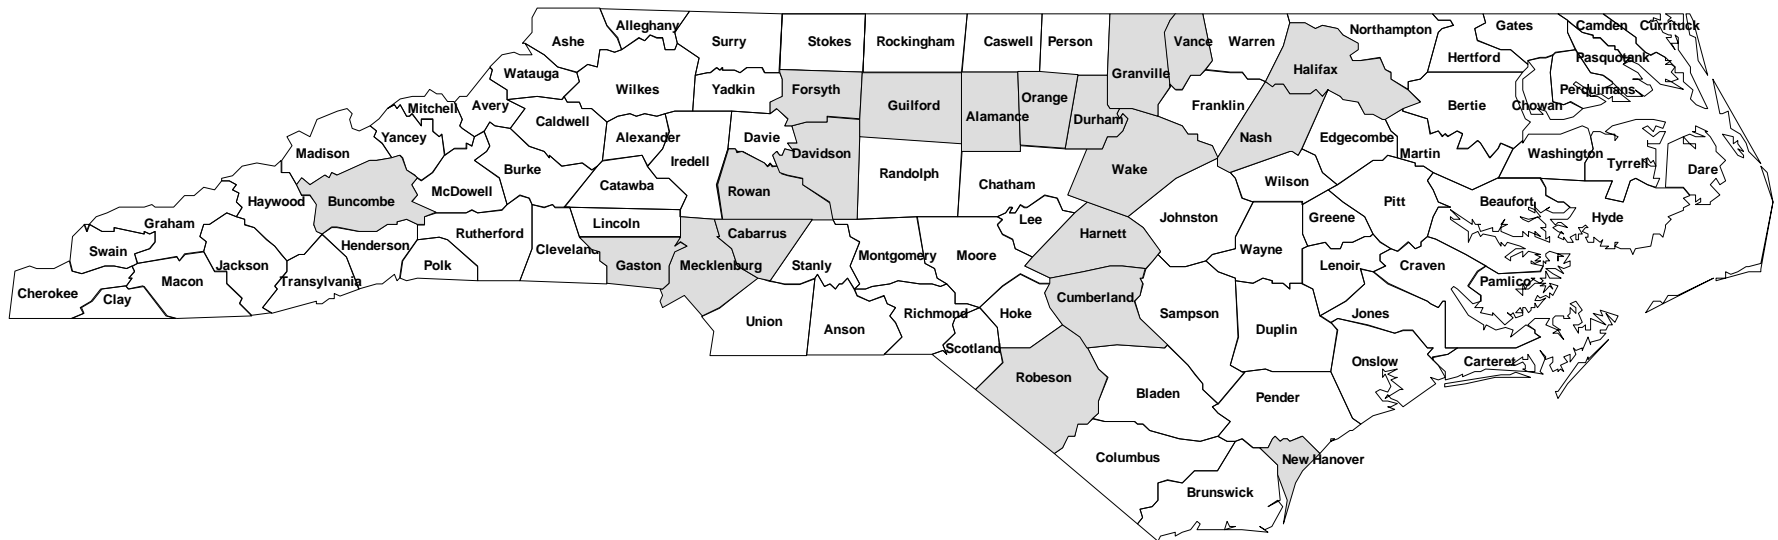 Alleghany
Northampton
Gates
Camden
Currituck
Ashe
Surry
Stokes
Rockingham
Caswell
Person
Vance
Warren
Hertford
Pasquotank
Watauga
Granville
Halifax
Wilkes
Yadkin
Forsyth
Perquimans
Mitchell
Avery
Guilford
Orange
Franklin
Bertie
Chowan
Caldwell
Alamance
Durham
Yancey
Alexander
Davie
Nash
Edgecombe
Madison
Iredell
Davidson
Martin
Washington
Tyrrell
Burke
Randolph
Wake
Dare
McDowell
Catawba
Rowan
Chatham
Wilson
Haywood
Buncombe
Pitt
Beaufort
Graham
Lincoln
Lee
Johnston
Greene
Hyde
Rutherford
Cabarrus
Harnett
Swain
Henderson
Cleveland
Wayne
Jackson
Polk
Gaston
Mecklenburg
Stanly
Montgomery
Moore
Lenoir
Craven
Cherokee
Clay
Macon
Transylvania
Cumberland
Pamlico
Union
Anson
Richmond
Hoke
Sampson
Duplin
Jones
Scotland
Onslow
Carteret
Robeson
Bladen
Pender
Columbus
New Hanover
Brunswick